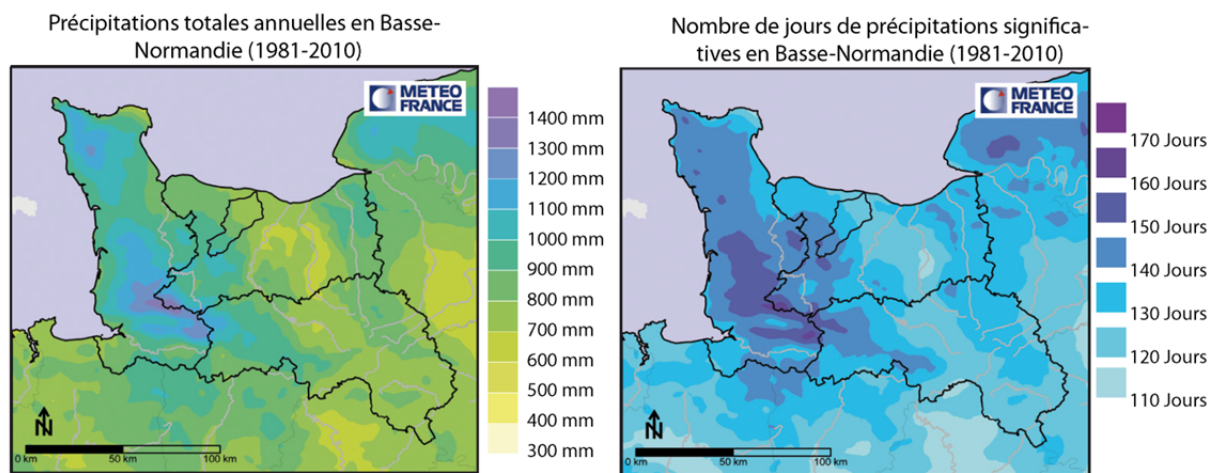 Précipitations totales annuelles en Basse-
Normandie (1981-2010)
METEO
FRANCE
1400 mm
1300 mm
1200 mm
1100 mm
1000 mm
900 mm
800 mm
700 mm
600 mm
500 mm
400 mm
300 mm
N
0 km
50 km
100 km
Nombre de jours de précipitations significa-
tives en Basse-Normandie (1981-2010)
METEO
FRANCE
170 Jours
160 Jours
150 Jours
140 Jours
130 Jours
120 Jours
110 Jours
N
0 km
50 km
100 km